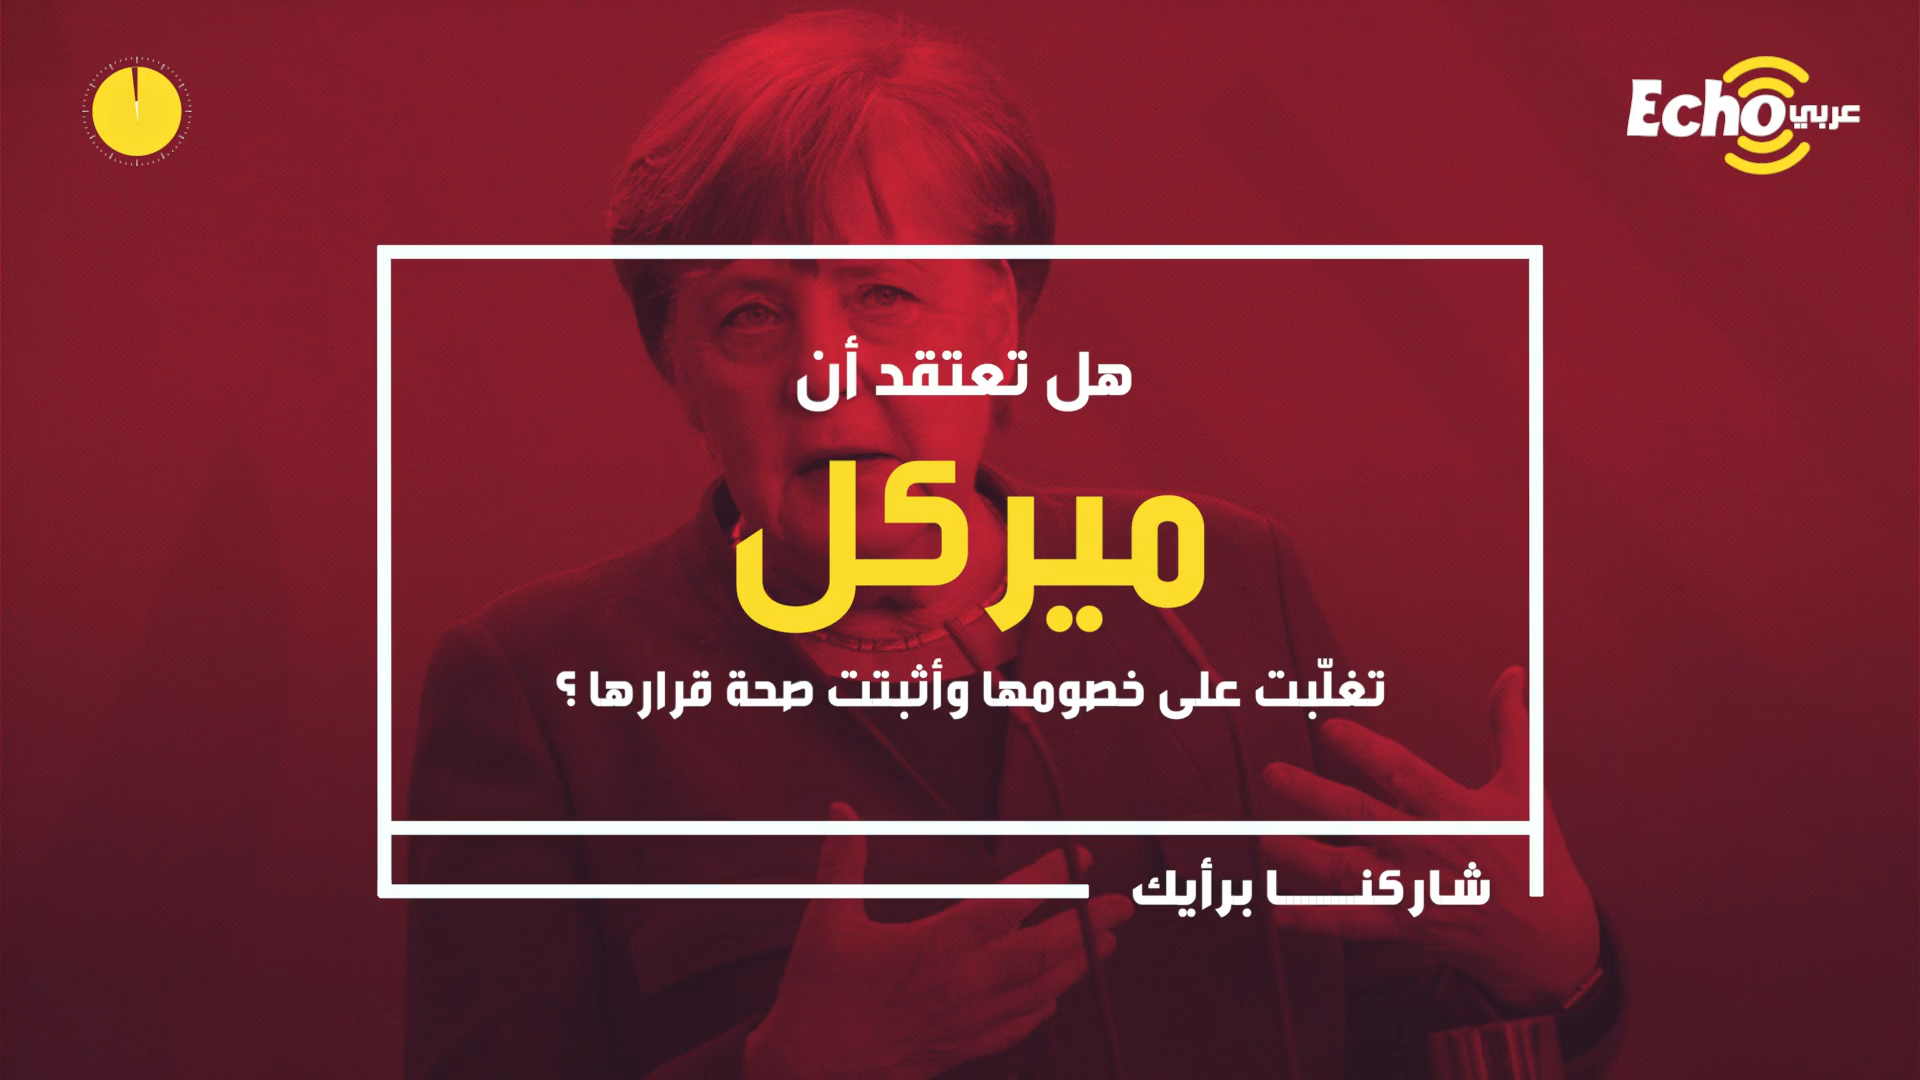 Echo عربي
هل تعتقد أن
ميركل
تغلّبت على خصومها وأثبتت صحة قرارها ؟
شاركنـــــا برأيك